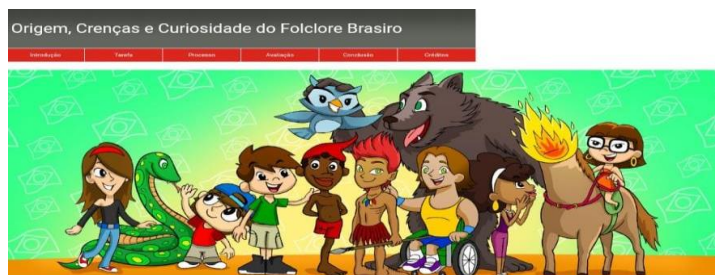 Origem, Crenças e Curiosidade do Folclore Brasiro
Introdução Tarefa Processo Avaliação Conclusão Créditos